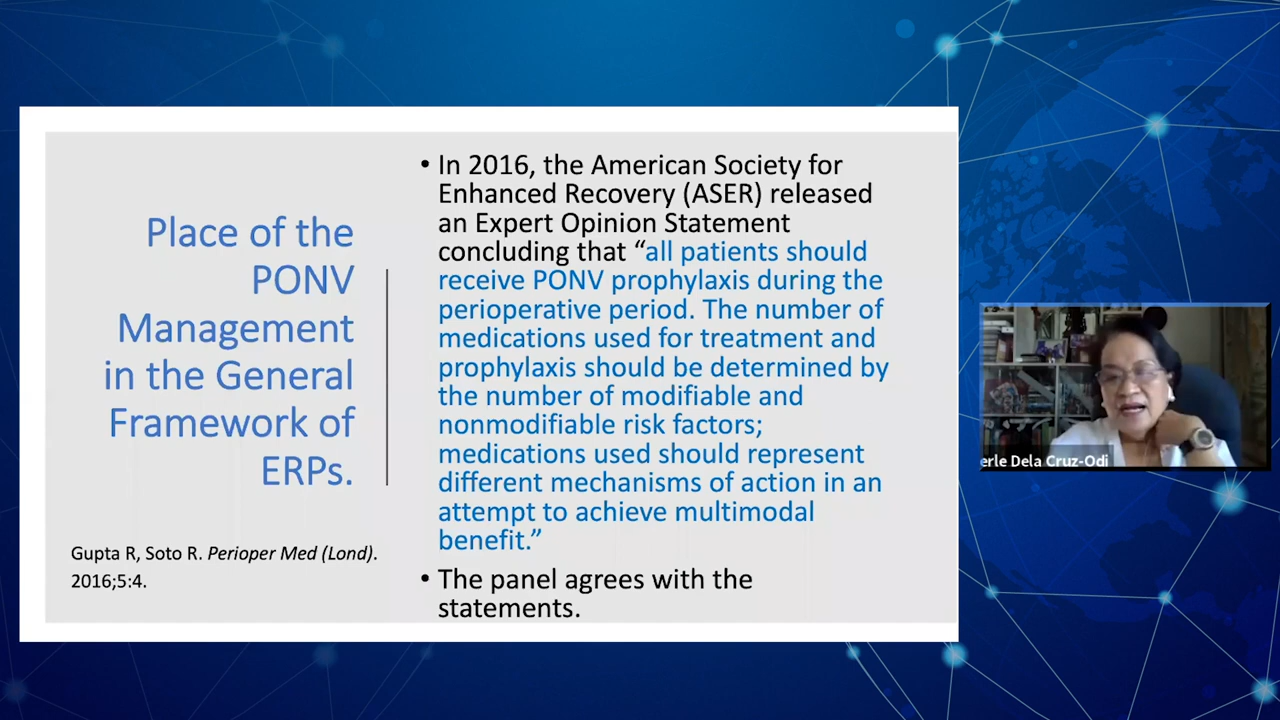 Place of the
PONV
Management
in the General
Framework of
ERPs.
Gupta R, Soto R. Perioper Med (Lond).
2016;5:4.
• In 2016, the American Society for
Enhanced Recovery (ASER) released
an Expert Opinion Statement
concluding that “all patients should
receive PONV prophylaxis during the
perioperative period. The number of
medications used for treatment and
prophylaxis should be determined by
the number of modifiable and
nonmodifiable risk factors;
medications used should represent
different mechanisms of action in an
attempt to achieve multimodal
benefit.”
• The panel agrees with the
statements.
erle Dela Cruz-Odi